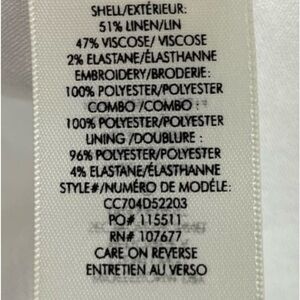 SHELL/EXTÉRIEUR:
51% LINEN/LIN
47% VISCOSE/ VISCOSE
2% ELASTANE/ÉLASTHANNE
EMBROIDERY/BRODERIE:
100% POLYESTER/POLYESTER
COMBO /COMBO :
100% POLYESTER/POLYESTER
LINING /DOUBLURE :
96% POLYESTER/POLYESTER
4% ELASTANE/ÉLASTHANNE
STYLE#/NUMÉRO DE MODÈLE:
CC704D52203
PO# 115511
RN# 107677
CARE ON REVERSE
ENTRETIEN AU VERSO